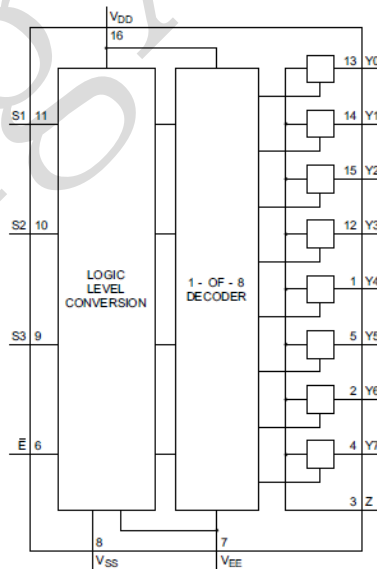 VDD
16
13 Y0
S1 11
14 Y1
15 Y2
S2 10
12 Y3
LOGIC
LEVEL
CONVERSION
1 - OF - 8
DECODER
1 Y4
S3 9
5 Y5
2 Y6
E̅ 6
4 Y7
3 Z
8
7
VSS
VEE